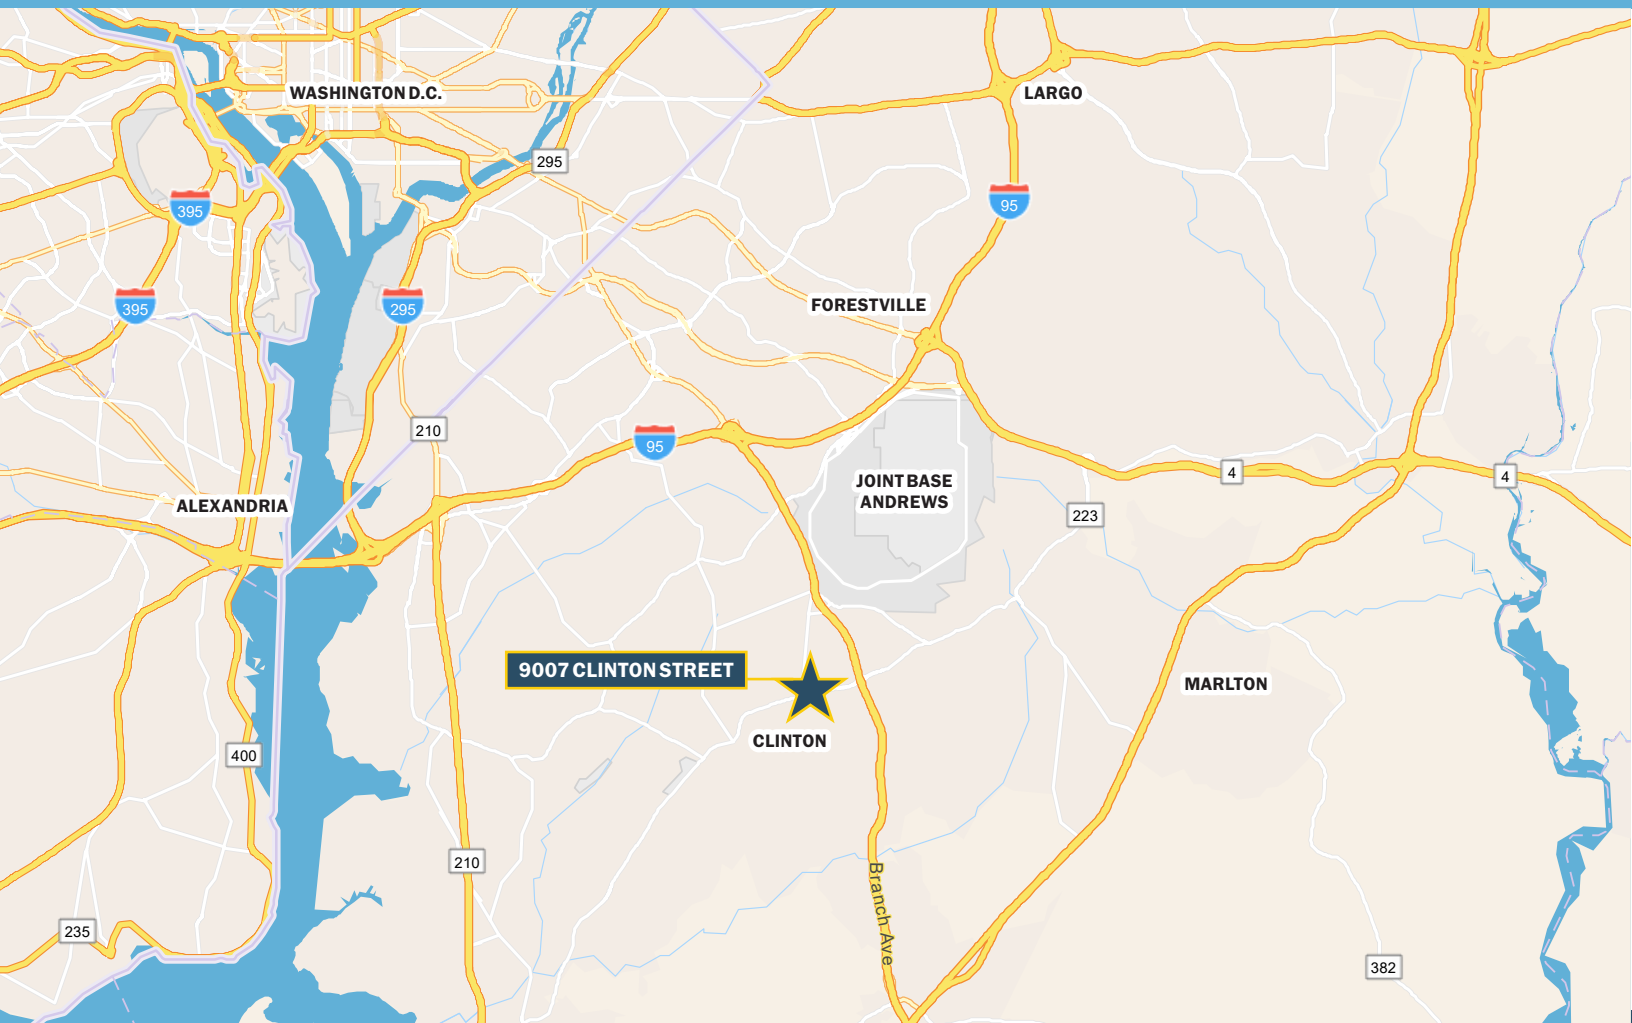 WASHINGTON D.C.
LARGO
295
395
95
395
295
FORESTVILLE
210
95
4
4
JOINT BASE
ANDREWS
ALEXANDRIA
223
9007 CLINTON STREET
MARLTON
CLINTON
400
210
Branch Ave
235
382